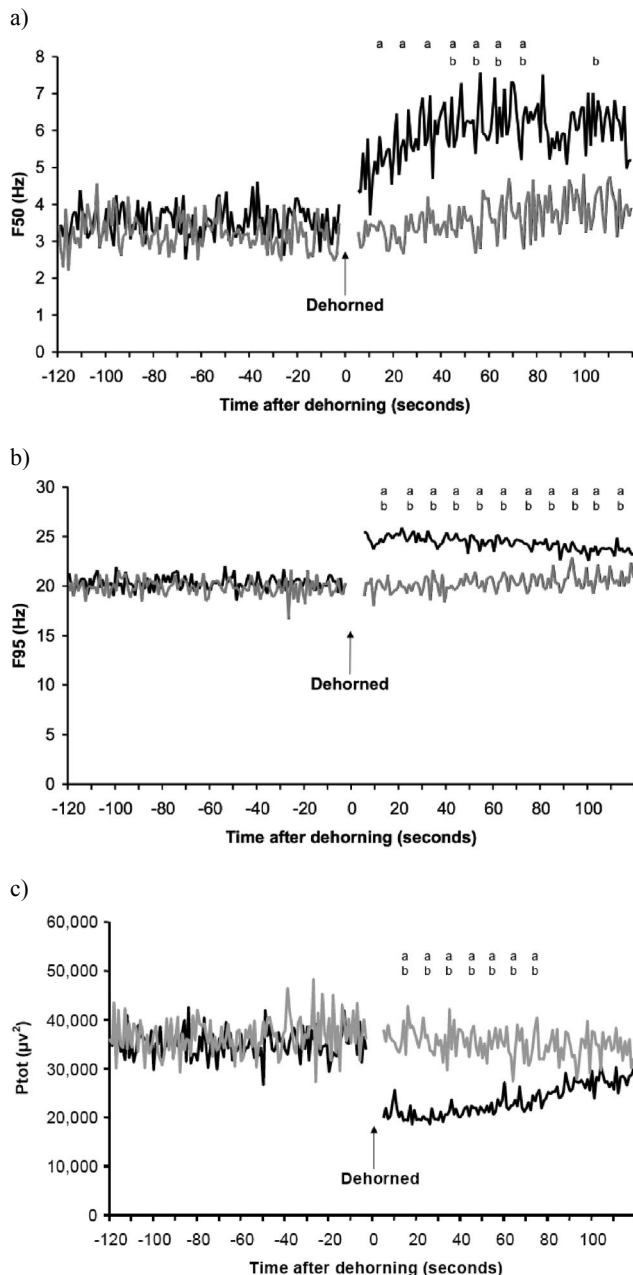 a)
a a a a a a a
b b b b b
8
7
6
5
4
3
2
1
0
F50 (Hz)
Dehorned
-120 -100 -80 -60 -40 -20 0 20 40 60 80 100
Time after dehorning (seconds)
b)
a a a a a a a a a a a
b b b b b b b b b b b
30
25
20
15
10
5
0
F95 (Hz)
Dehorned
-120 -100 -80 -60 -40 -20 0 20 40 60 80 100
Time after dehorning (seconds)
c)
a a a a a a a
b b b b b b b
60,000
50,000
40,000
30,000
20,000
10,000
0
Ptot (μv²)
Dehorned
-120 -100 -80 -60 -40 -20 0 20 40 60 80 100
Time after dehorning (seconds)